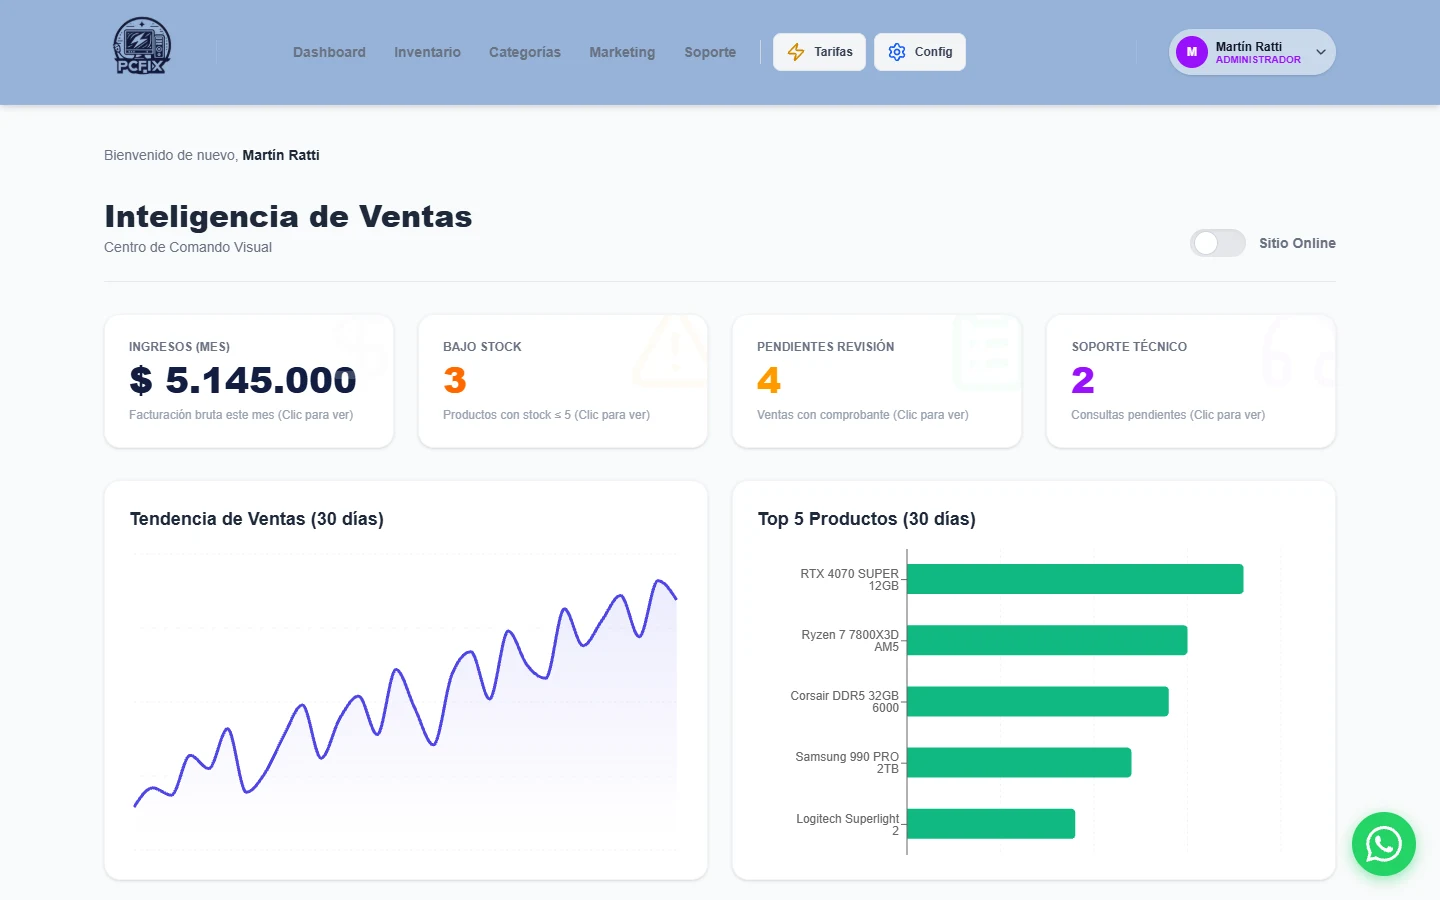 PCFIX
Dashboard
Inventario
Categorías
Marketing
Soporte
Tarifas
Config
M
Martín Ratti
ADMINISTRADOR
Bienvenido de nuevo, Martín Ratti
Inteligencia de Ventas
Centro de Comando Visual
Sitio Online
INGRESOS (MES)
$ 5.145.000
Facturación bruta este mes (Clic para ver)
BAJO STOCK
3
Productos con stock ≤ 5 (Clic para ver)
PENDIENTES REVISIÓN
4
Ventas con comprobante (Clic para ver)
SOPORTE TÉCNICO
2
Consultas pendientes (Clic para ver)
Tendencia de Ventas (30 días)
Top 5 Productos (30 días)
RTX 4070 SUPER
12GB
Ryzen 7 7800X3D
AM5
Corsair DDR5 32GB
6000
Samsung 990 PRO
2TB
Logitech Superlight
2